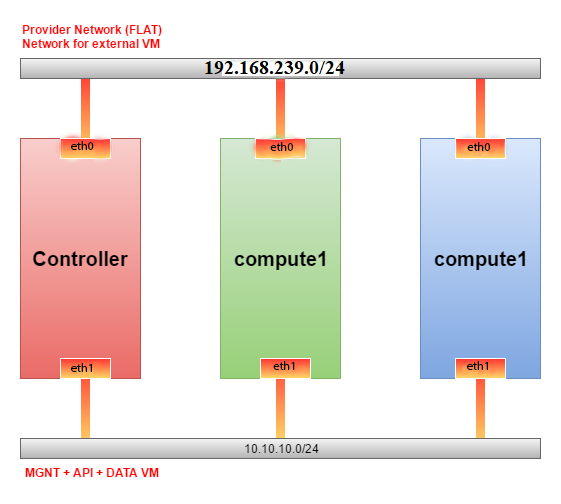 Provider Network (FLAT)
Network for external VM
192.168.239.0/24
eth0
eth0
eth0
Controller
compute1
compute1
eth1
eth1
eth1
10.10.10.0/24
MGNT + API + DATA VM